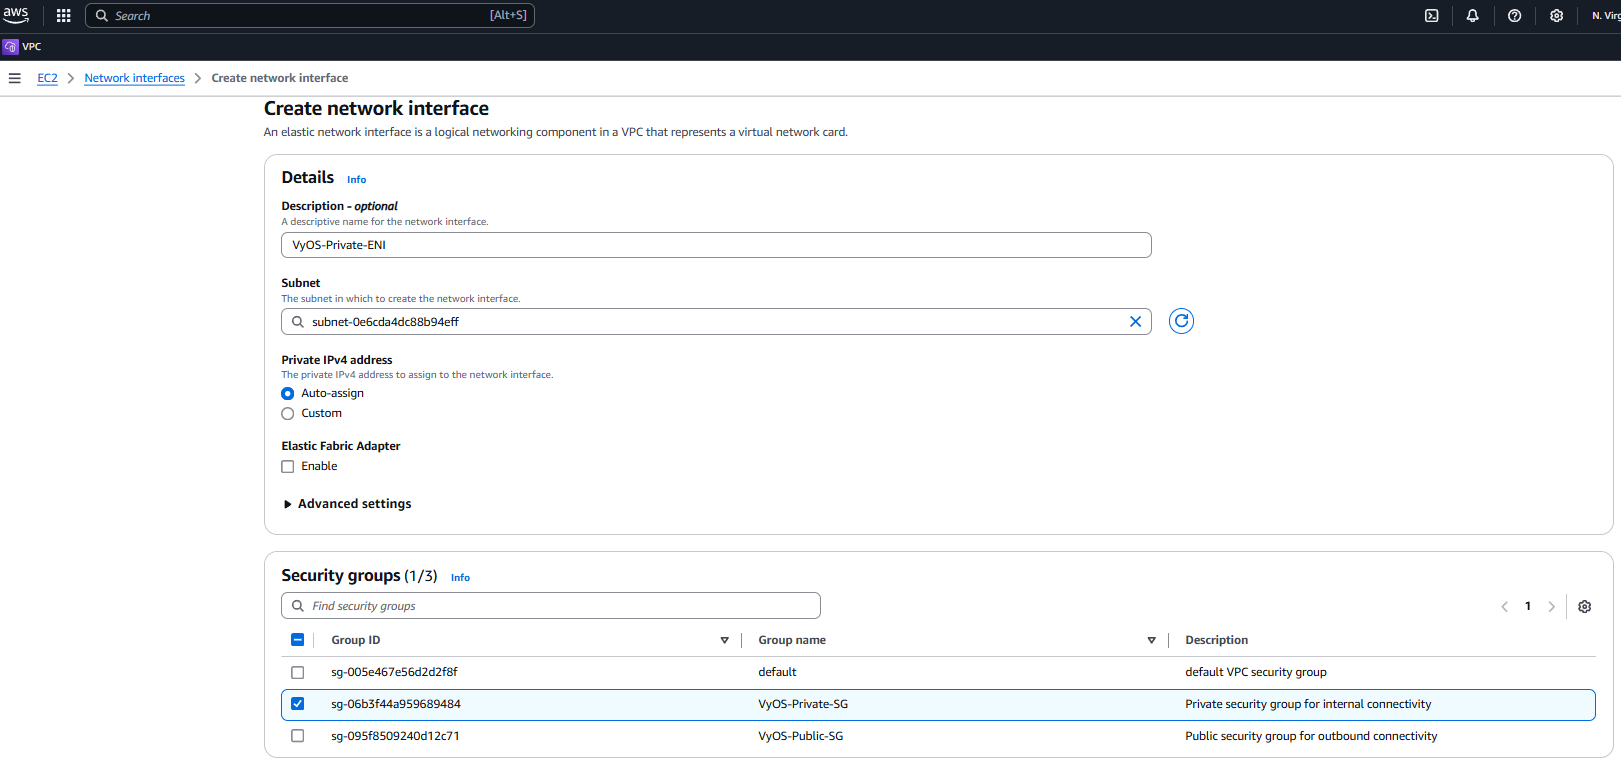 aws
Search [Alt+S]
N. Virg
VPC
EC2 > Network interfaces > Create network interface
Create network interface
An elastic network interface is a logical networking component in a VPC that represents a virtual network card.
Details Info
Description - optional
A descriptive name for the network interface.
VyOS-Private-ENI
Subnet
The subnet in which to create the network interface.
subnet-0e6cda4dc88b94eff
Private IPv4 address
The private IPv4 address to assign to the network interface.
Auto-assign
Custom
Elastic Fabric Adapter
Enable
Advanced settings
Security groups (1/3) Info
Find security groups
1
Group ID Group name Description
sg-005e467e56d2d2f8f default default VPC security group
sg-06b3f44a959689484 VyOS-Private-SG Private security group for internal connectivity
sg-095f8509240d12c71 VyOS-Public-SG Public security group for outbound connectivity